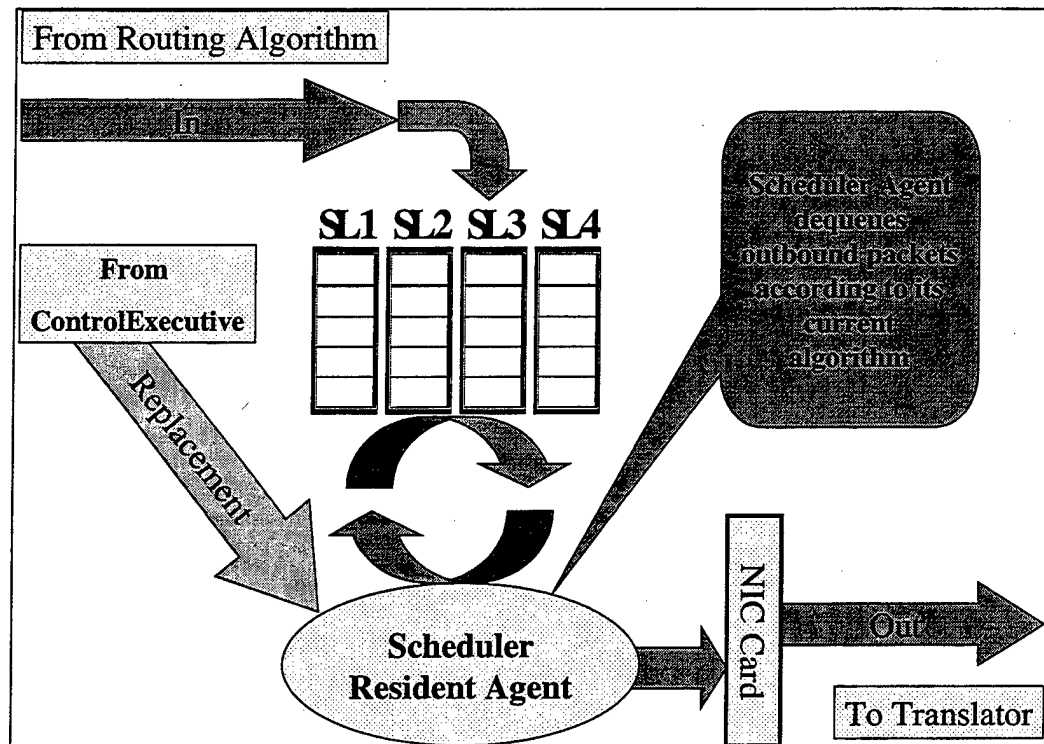 From Routing Algorithm
In
SL1 SL2 SL3 SL4
From
ControlExecutive
Replacement
Scheduler Agent
dequeues
outbound packets
according to its
current
algorithm
Scheduler
Resident Agent
NIC Card
Out
To Translator